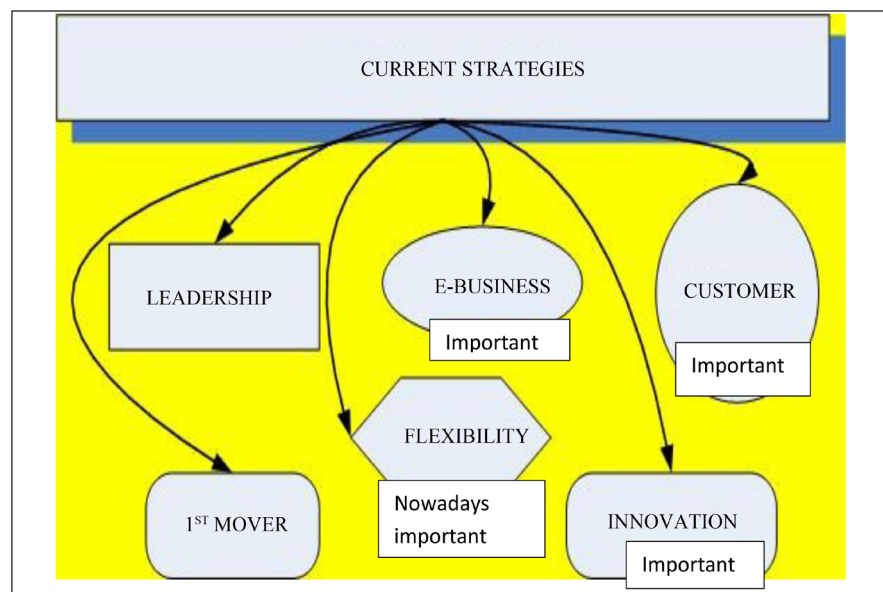 CURRENT STRATEGIES
LEADERSHIP
E-BUSINESS
Important
CUSTOMER
Important
FLEXIBILITY
Nowadays
important
1ST MOVER
INNOVATION
Important